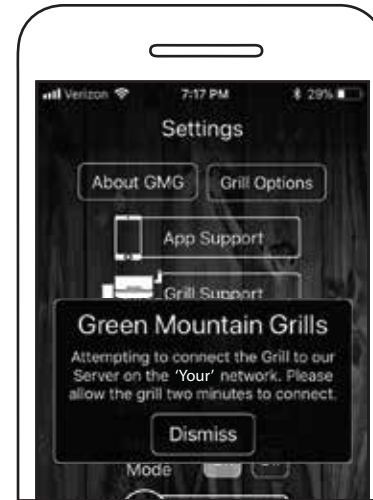 Verizon 7:17 PM 29%
Settings
About GMG Grill Options
App Support
Grill Support
Green Mountain Grills
Attempting to connect the Grill to our
Server on the 'Your' network. Please
allow the grill two minutes to connect.
Dismiss
Mode